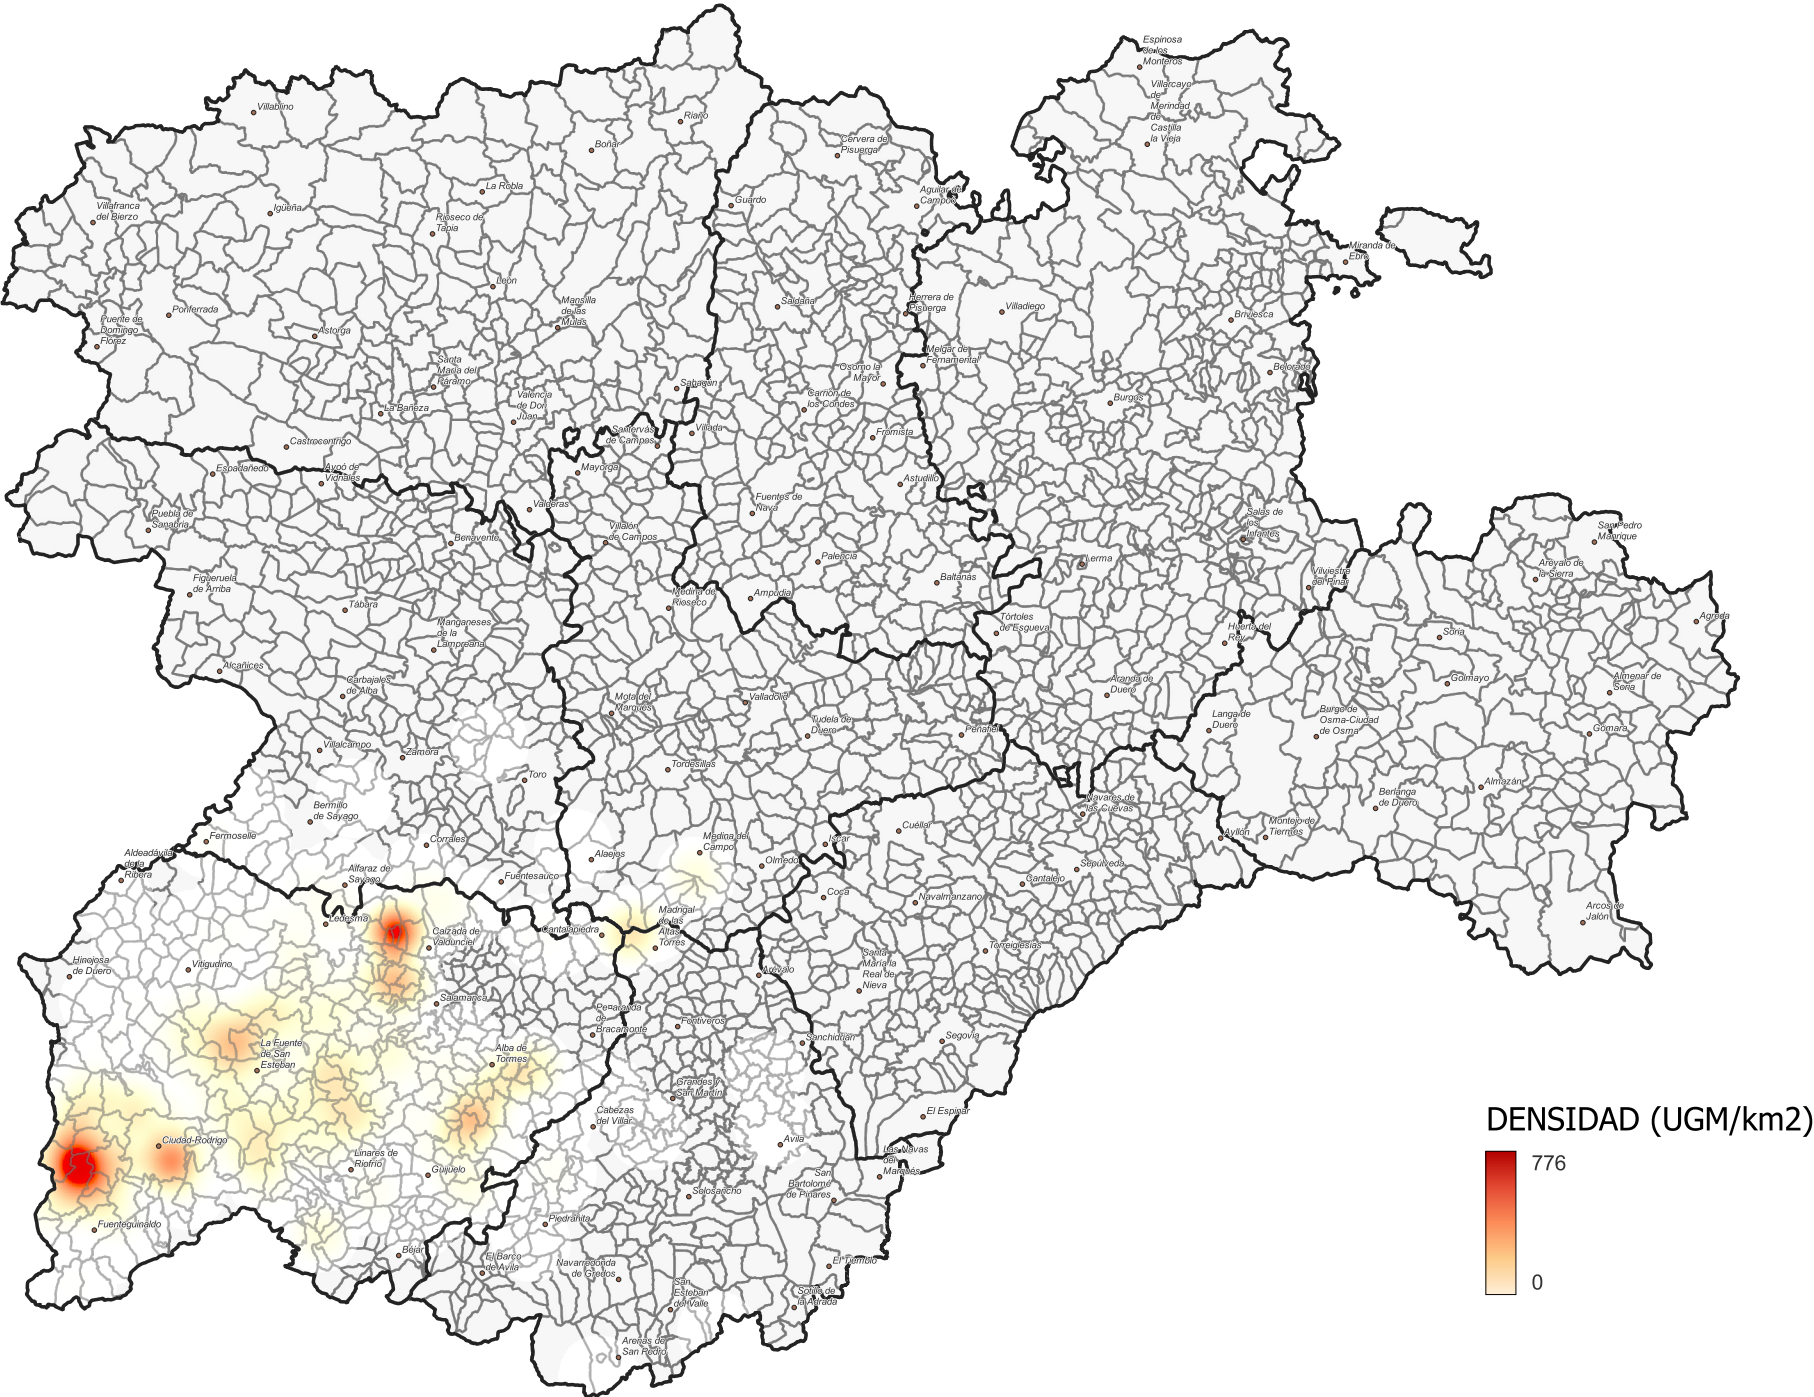 Espinosa
de los
Monteros
Villarcayo
de
Merindad
de
Castilla
la Vieja
Villablino
Riaño
Boñar
Cervera de
Pisuerga
La Robla
Aguilar de
Campoo
Guardo
Villafranca
del Bierzo
Igüeña
Rioseco de
Tapia
Miranda de
Ebro
León
Mansilla
de las
Mulas
Saldaña
Herrera de
Pisuerga
Villadiego
Ponferrada
Puente de
Domingo
Flórez
Astorga
Briviesca
Melgar de
Fernamental
Santa
María del
Páramo
Osorno la
Mayor
Belorado
Sahagún
Valencia
de Don
Juan
Carrión de
los Condes
Burgos
La Bañeza
Santervás
de Campos
Villada
Frómista
Castrocontrigo
Espadañedo
Ayoó de
Vidriales
Mayorga
Astudillo
Valderas
Fuentes de
Nava
Puebla de
Sanabria
Villalón
de Campos
Salas de
los
Infantes
San Pedro
Manrique
Benavente
Palencia
Lerma
Arévalo de
la Sierra
Figueruela
de Arriba
Vilviestre
del Pinar
Baltanás
Tábara
Medina de
Rioseco
Ampudia
Manganeses
de la
Lampreana
Tórtoles
de Esgueva
Huerta del
Rey
Soria
Ágreda
Alcañices
Carbajales
de Alba
Aranda de
Duero
Golmayo
Almenar de
Soria
Mota del
Marqués
Valladolid
Tudela de
Duero
Peñafiel
Langa de
Duero
Burgo de
Osma-Ciudad
de Osma
Gómara
Villalcampo
Zamora
Toro
Tordesillas
Almazán
Berlanga
de Duero
Bermillo
de Sayago
Navares de
las Cuevas
Cuéllar
Montejo de
Tiermes
Ayllón
Fermoselle
Corrales
Medina del
Campo
Íscar
Aldeadávila
de la
Ribera
Alaejos
Olmedo
Sepúlveda
Alfaraz de
Sayago
Fuentesaúco
Cantalejo
Coca
Navalmanzano
Arcos de
Jalón
Ledesma
Cantalapiedra
Madrigal
de las
Altas
Torres
Calzada de
Valdunciel
Torreiglesias
Hinojosa
de Duero
Vitigudino
Santa
María la
Real de
Nieva
Arévalo
Salamanca
Peñaranda
de
Bracamonte
Fontiveros
Sanchidrián
Segovia
La Fuente
de San
Esteban
Alba de
Tormes
Grandes y
San Martín
Cabezas
del Villar
El Espinar
DENSIDAD (UGM/km2)
776
0
Ciudad-Rodrigo
Ávila
Linares de
Riofrío
Guijuelo
Las Navas
del
Marqués
San
Bartolomé
de Pinares
Solosancho
Fuenteguinaldo
Piedrahíta
Béjar
El Barco
de Ávila
Navarredonda
de Gredos
El Tiemblo
San
Esteban
del Valle
Sotillo de
la Adrada
Arenas de
San Pedro